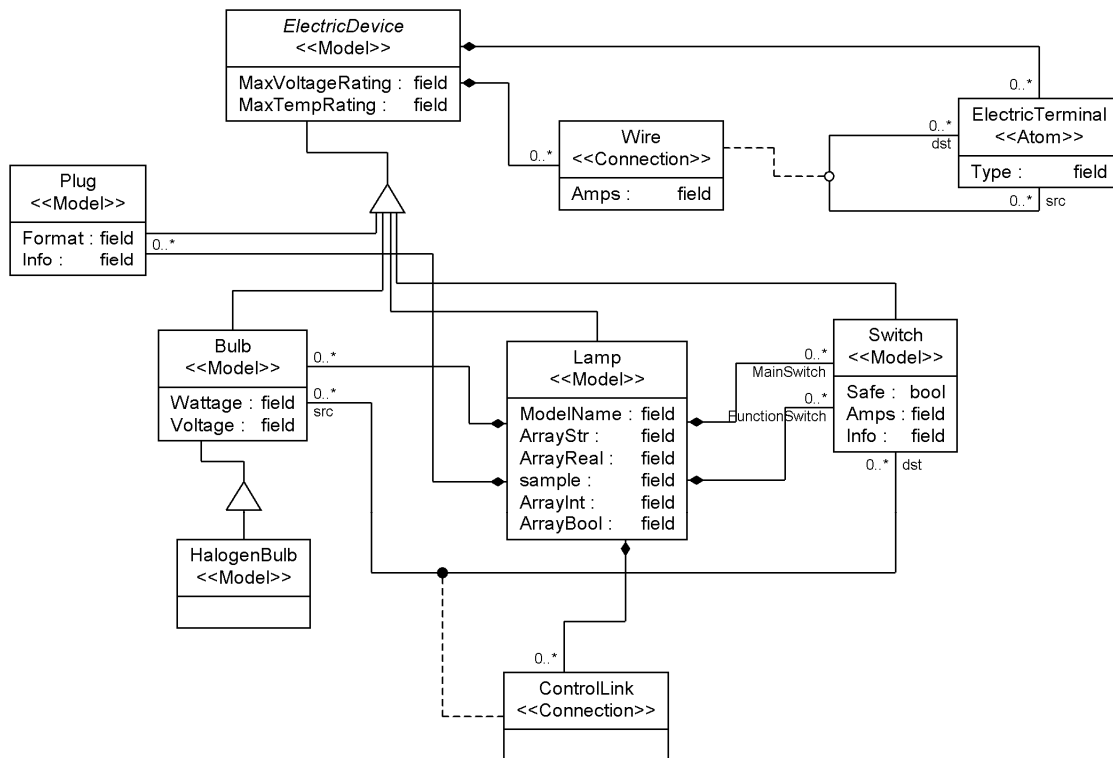 ElectricDevice
<<Model>>
MaxVoltageRating : field
MaxTempRating : field
0..*
ElectricTerminal
<<Atom>>
Type : field
0..*
dst
0..* src
Wire
<<Connection>>
Amps : field
0..*
Plug
<<Model>>
Format : field
Info : field
0..*
Bulb
<<Model>>
Wattage : field
Voltage : field
0..*
0..*
src
Lamp
<<Model>>
ModelName : field
ArrayStr : field
ArrayReal : field
sample : field
ArrayInt : field
ArrayBool : field
0..*
MainSwitch
0..*
FunctionSwitch
Switch
<<Model>>
Safe : bool
Amps : field
Info : field
0..* dst
HalogenBulb
<<Model>>
0..*
ControlLink
<<Connection>>